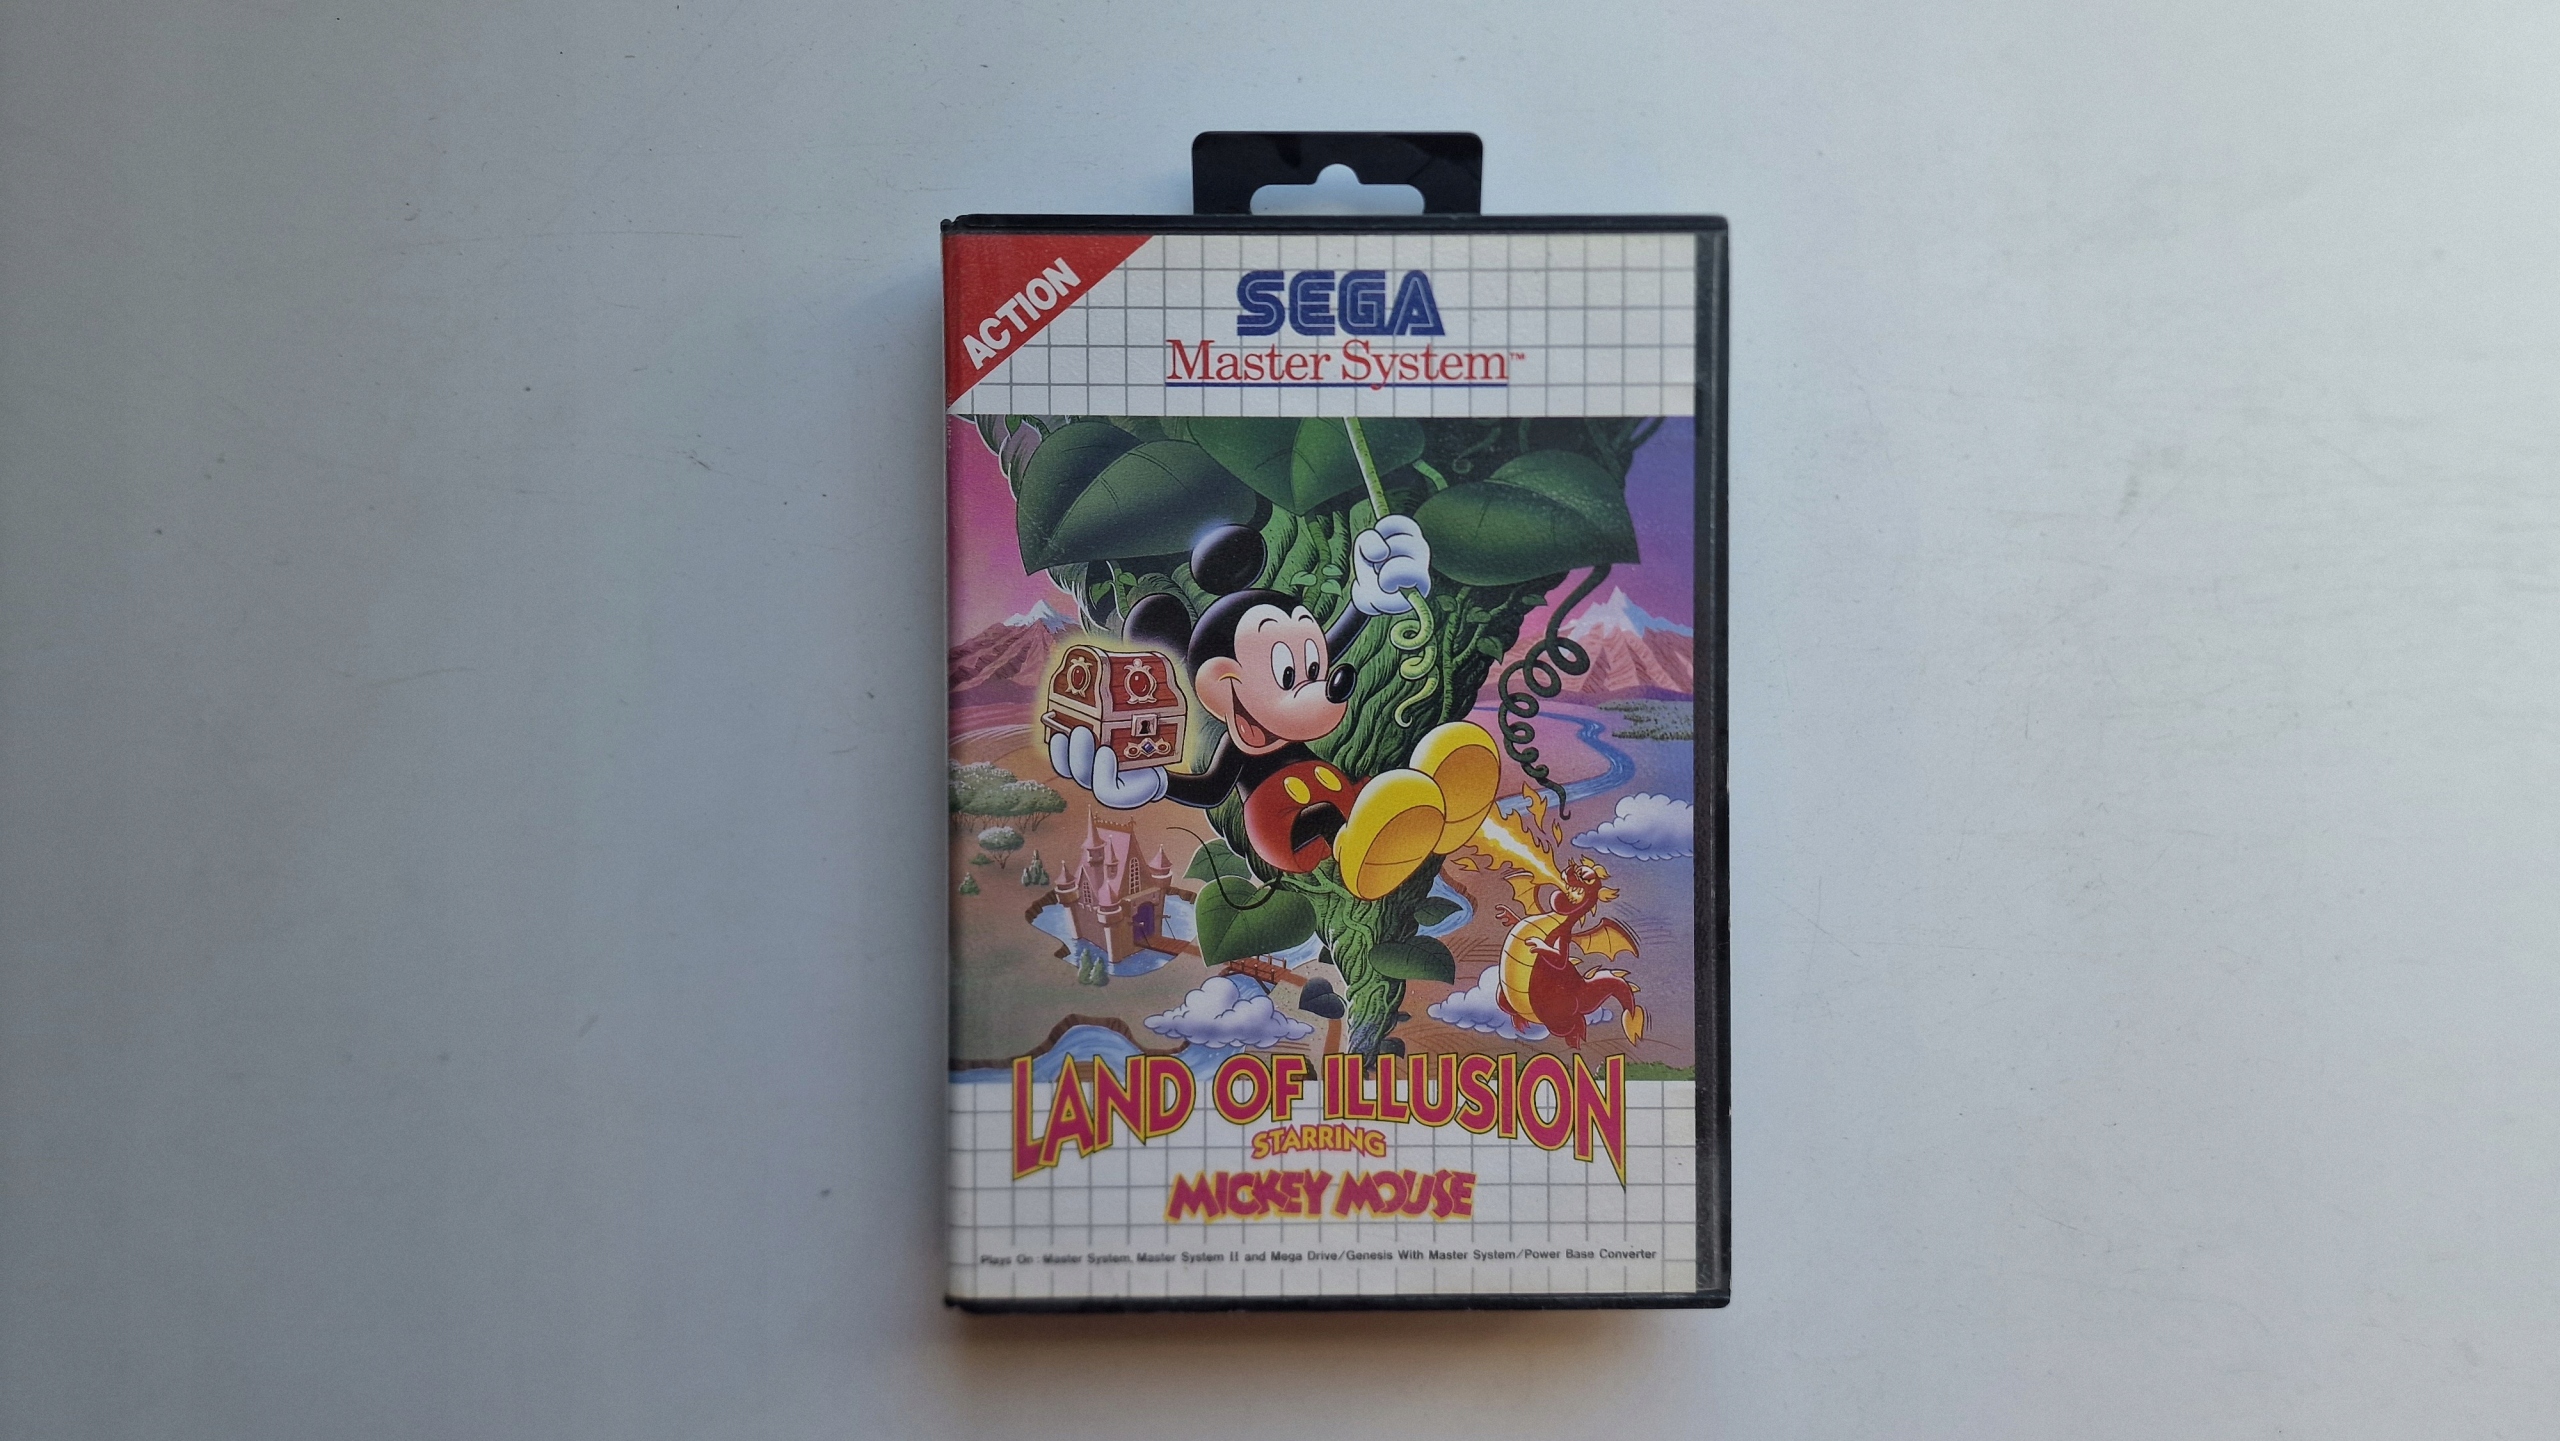 ACTION
SEGA
Master System™
LAND OF ILLUSION
STARRING
MICKEY MOUSE
Plays On : Master System, Master System II and Mega Drive/Genesis With Master System/Power Base Converter